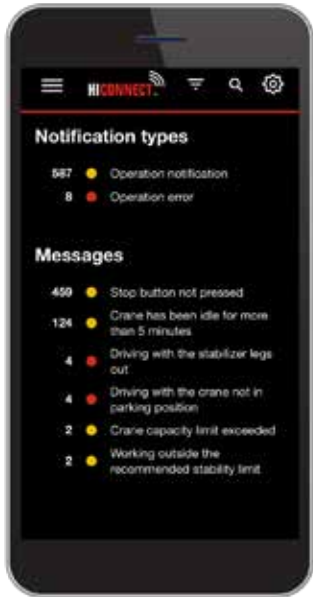 HICONNECT
Notification types
587 Operation notification
8 Operation error
Messages
459 Stop button not pressed
124 Crane has been idle for more
than 5 minutes
4 Driving with the stabilizer legs
out
4 Driving with the crane not in
parking position
2 Crane capacity limit exceeded
2 Working outside the
recommended stability limit